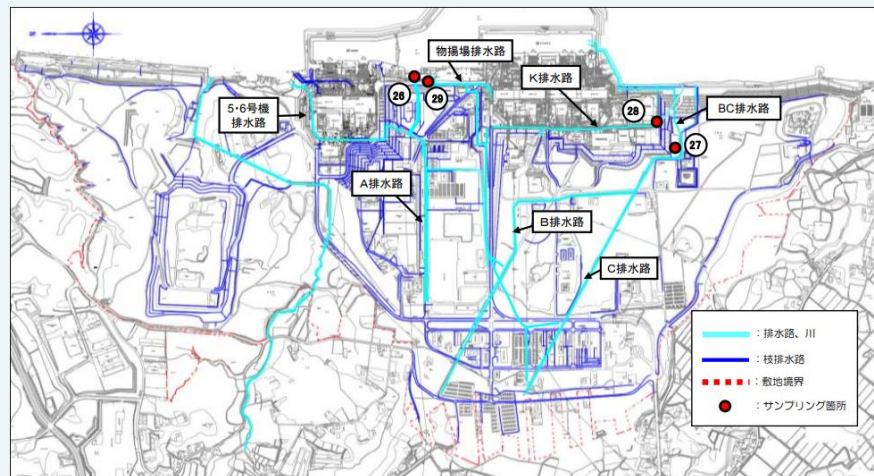 物揚場排水路
K排水路
5・6号機
排水路
26
29
28
BC排水路
27
A排水路
B排水路
C排水路
：排水路、川
：枝排水路
：敷地境界
：サンプリング箇所